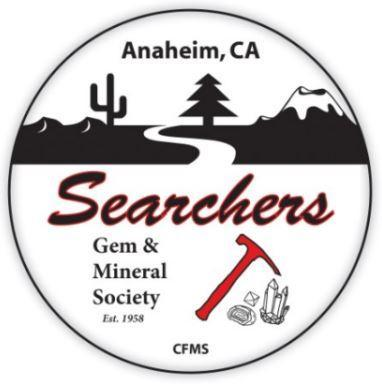 Anaheim, CA
Searchers
Gem &
Mineral
Society
Est. 1958
CFMS